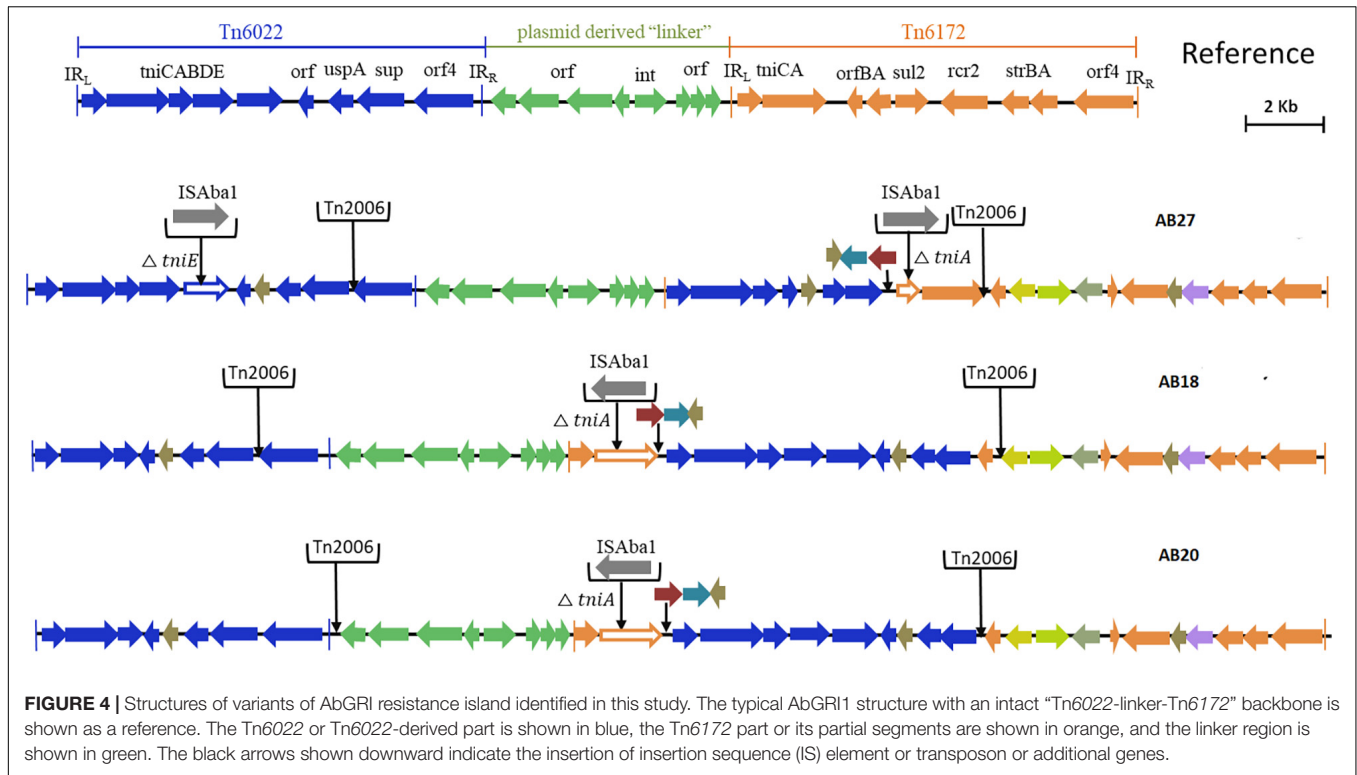 Tn6022 plasmid derived "linker" Tn6172
Reference
IRL tniCABDE orf uspA sup orf4 IRR orf int orf IRL tniCA orfBA sul2 rcr2 strBA orf4 IRR
2 Kb
ISAba1 Tn2006 ISAba1 Tn2006 AB27
△ tniE △ tniA
Tn2006 ISAba1 Tn2006 AB18
△ tniA
Tn2006 ISAba1 Tn2006 AB20
△ tniA
FIGURE 4 | Structures of variants of AbGRI resistance island identified in this study. The typical AbGRI1 structure with an intact "Tn6022-linker-Tn6172" backbone is
shown as a reference. The Tn6022 or Tn6022-derived part is shown in blue, the Tn6172 part or its partial segments are shown in orange, and the linker region is
shown in green. The black arrows shown downward indicate the insertion of insertion sequence (IS) element or transposon or additional genes.